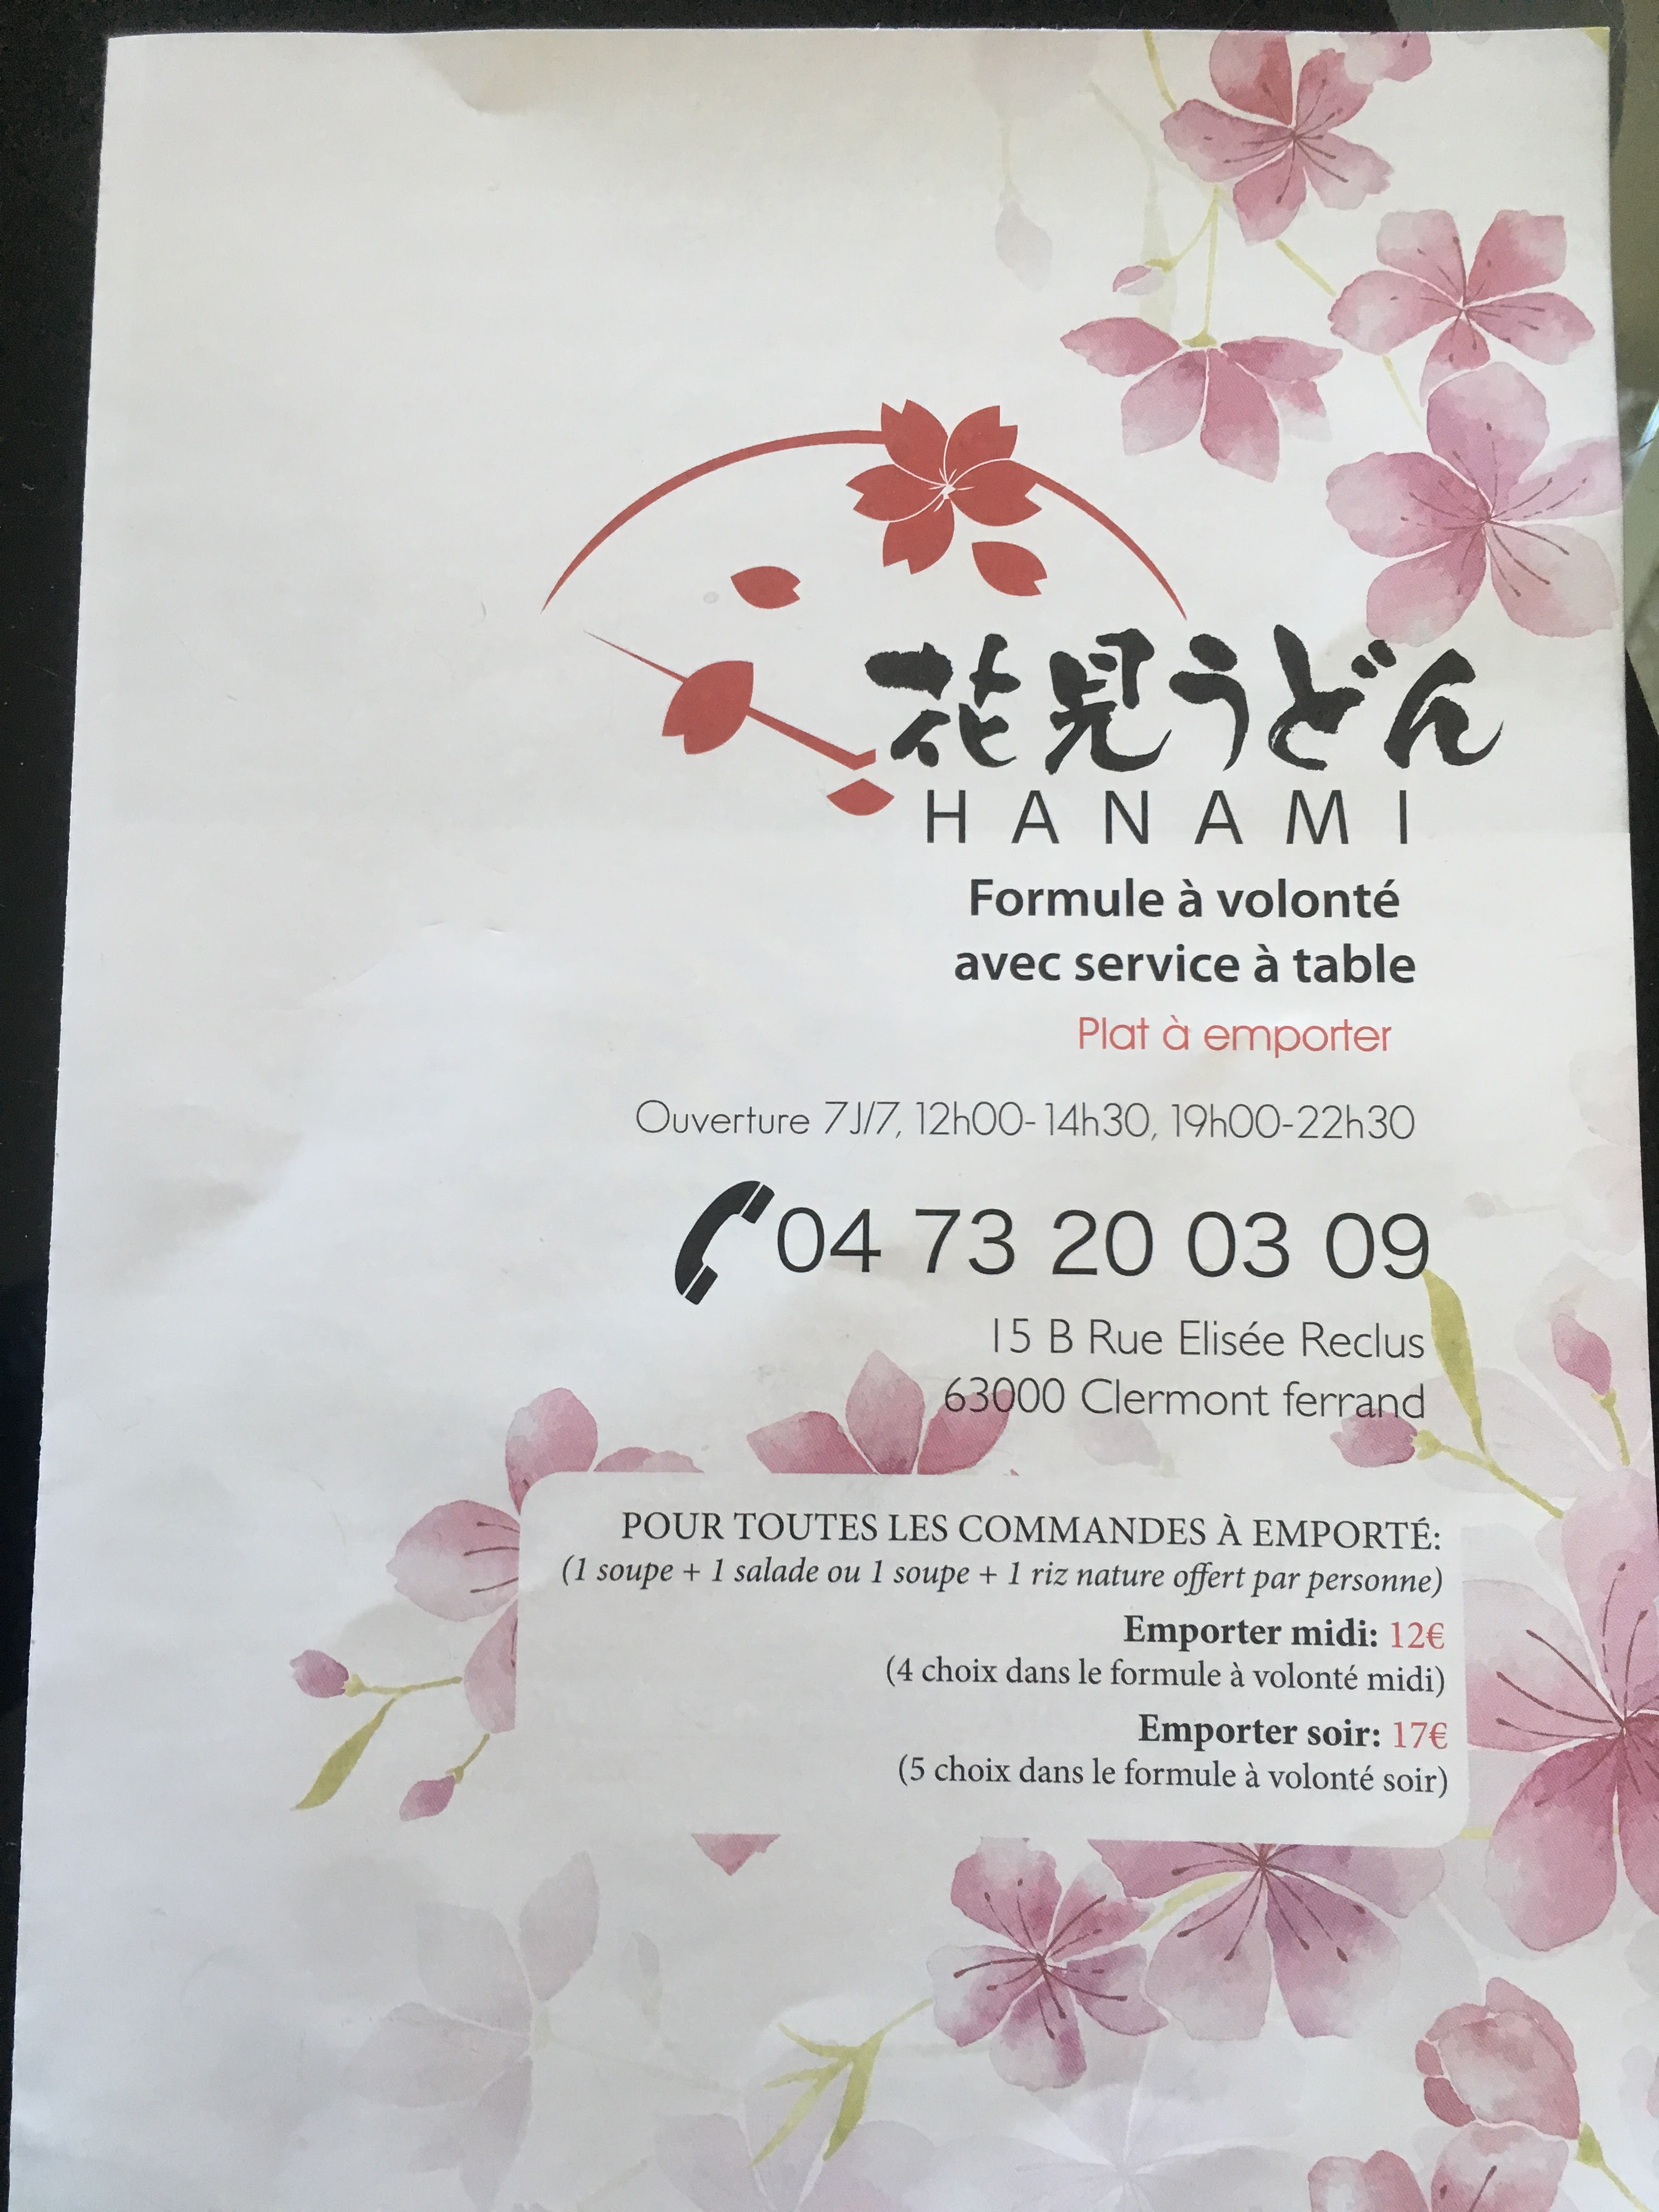 花見うどん
HANAMI
Formule à volonté
avec service à table
Plat à emporter
Ouverture 7J/7, 12h00-14h30, 19h00-22h30
04 73 20 03 09
15 B Rue Elisée Reclus
63000 Clermont ferrand
POUR TOUTES LES COMMANDES À EMPORTÉ:
(1 soupe + 1 salade ou 1 soupe + 1 riz nature offert par personne)
Emporter midi: 12€
(4 choix dans le formule à volonté midi)
Emporter soir: 17€
(5 choix dans le formule à volonté soir)